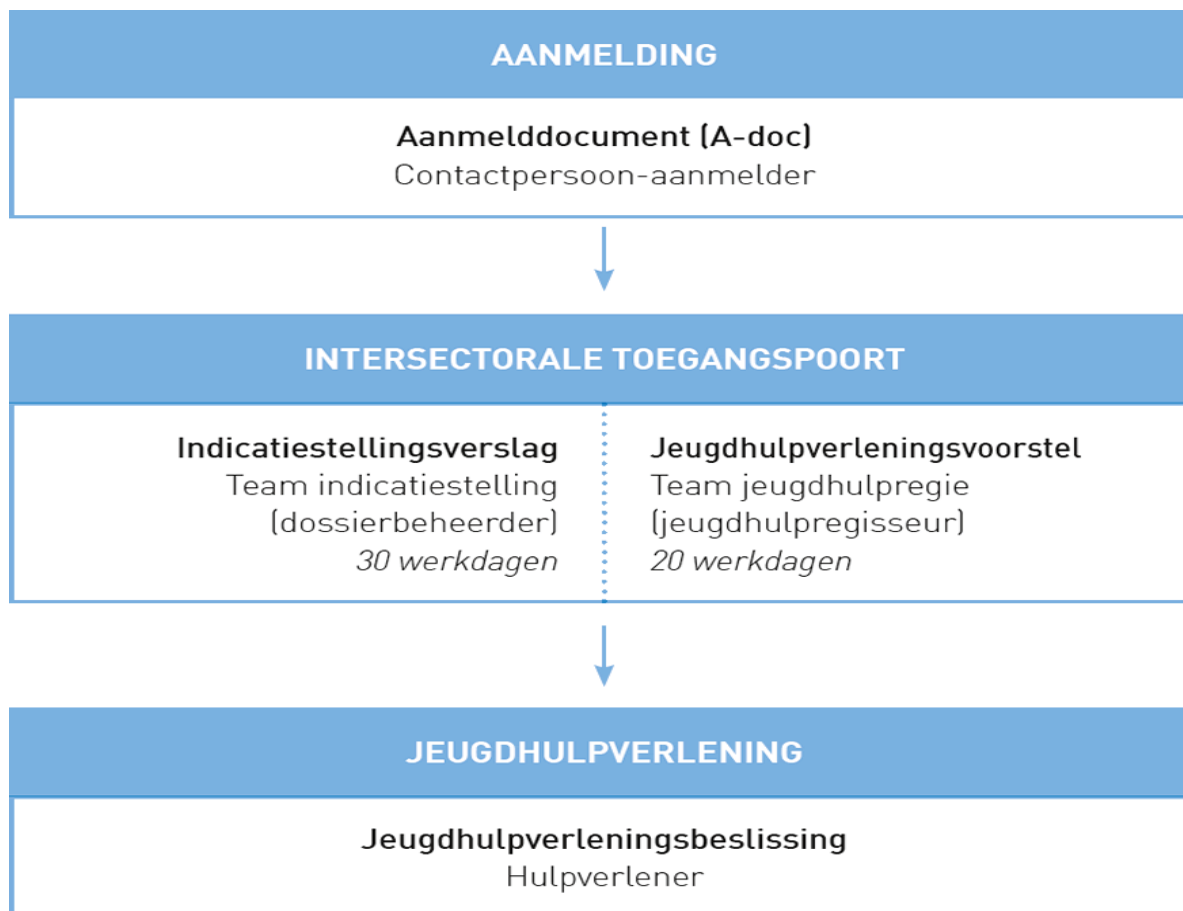 AANMELDING
Aanmelddocument (A-doc)
Contactpersoon-aanmelder
INTERSECTORALE TOEGANGSPOORT
Indicatiestellingsverslag
Team indicatiestelling
(dossierbeheerder)
30 werkdagen
Jeugdhulpverleningsvoorstel
Team jeugdhulpregie
(jeugdhulpregisseur)
20 werkdagen
JEUGDHULPVERLENING
Jeugdhulpverleningsbeslissing
Hulpverlener